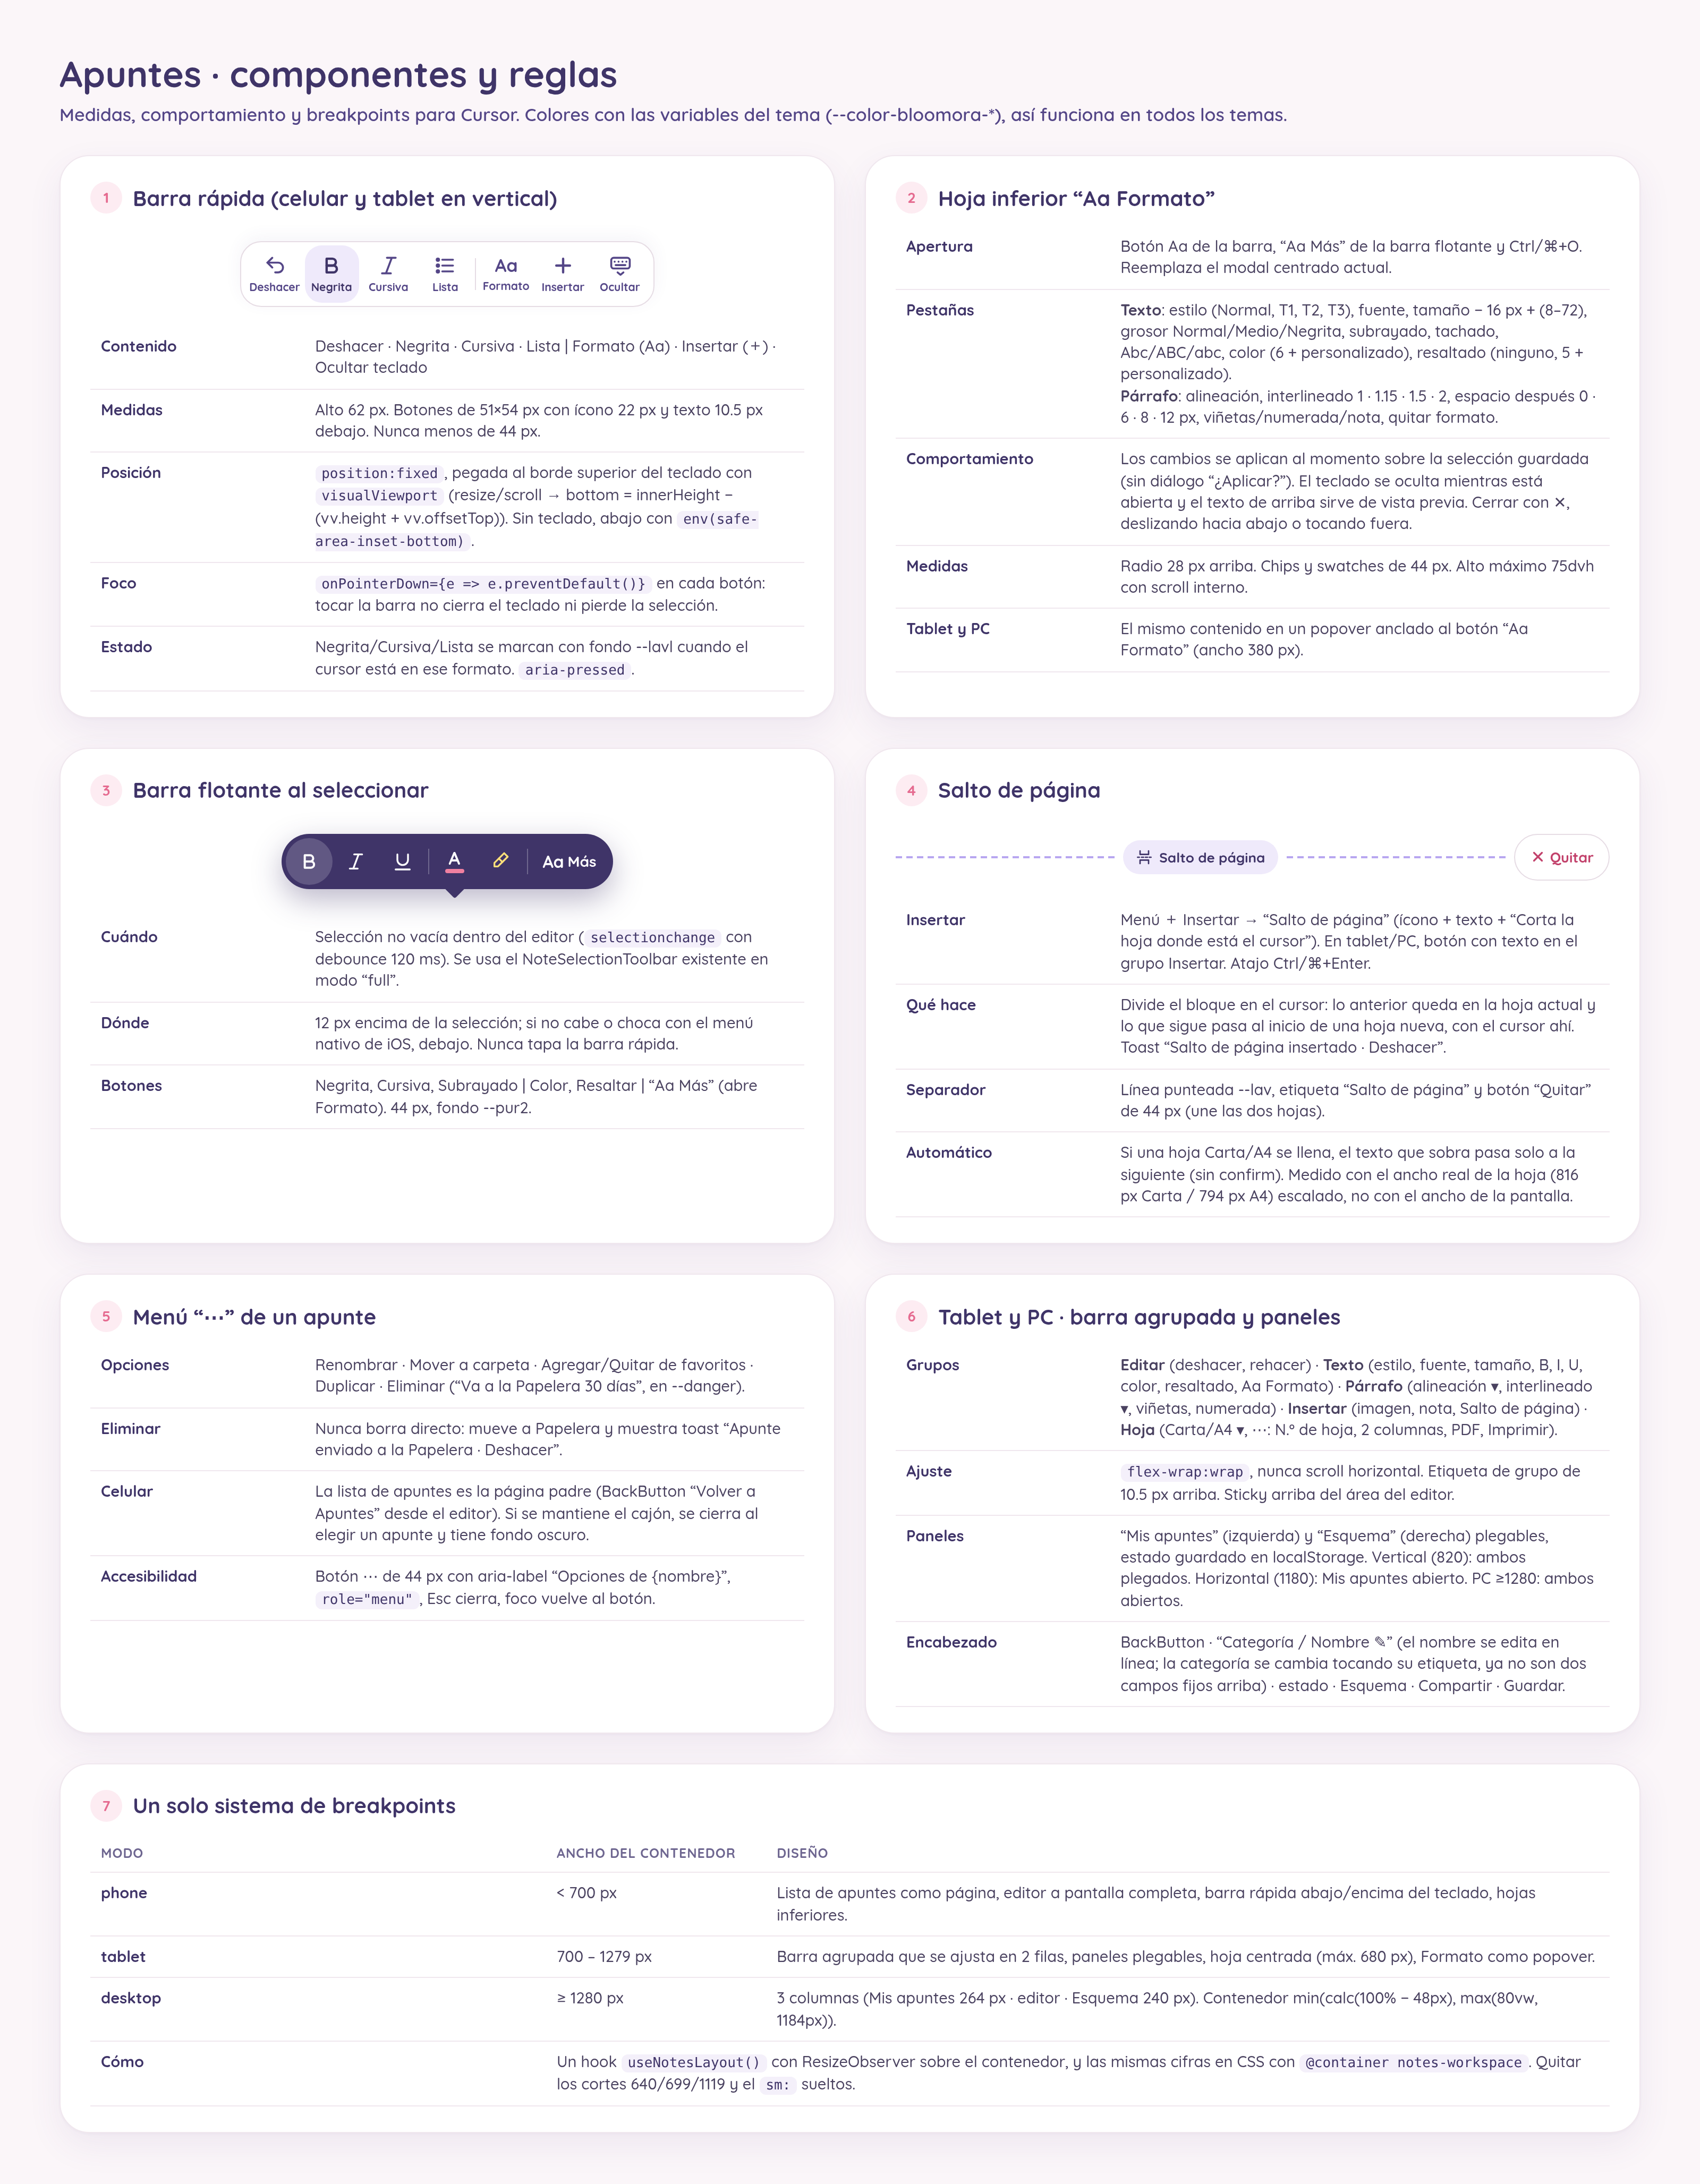 Apuntes · componentes y reglas
Medidas, comportamiento y breakpoints para Cursor. Colores con las variables del tema (--color-bloomora-*), así funciona en todos los temas.
1 Barra rápida (celular y tablet en vertical)
Deshacer Negrita Cursiva Lista Aa Formato Insertar Ocultar
Contenido
Deshacer · Negrita · Cursiva · Lista | Formato (Aa) · Insertar (+) ·
Ocultar teclado
Medidas
Alto 62 px. Botones de 51×54 px con ícono 22 px y texto 10.5 px
debajo. Nunca menos de 44 px.
Posición
position:fixed, pegada al borde superior del teclado con
visualViewport (resize/scroll → bottom = innerHeight −
(vv.height + vv.offsetTop)). Sin teclado, abajo con env(safe-
area-inset-bottom).
Foco
onPointerDown={e => e.preventDefault()} en cada botón:
tocar la barra no cierra el teclado ni pierde la selección.
Estado
Negrita/Cursiva/Lista se marcan con fondo --lavl cuando el
cursor está en ese formato. aria-pressed.
2 Hoja inferior “Aa Formato”
Apertura
Botón Aa de la barra, “Aa Más” de la barra flotante y Ctrl/⌘+O.
Reemplaza el modal centrado actual.
Pestañas
Texto: estilo (Normal, T1, T2, T3), fuente, tamaño − 16 px + (8–72),
grosor Normal/Medio/Negrita, subrayado, tachado,
Abc/ABC/abc, color (6 + personalizado), resaltado (ninguno, 5 +
personalizado).
Párrafo: alineación, interlineado 1 · 1.15 · 1.5 · 2, espacio después 0 ·
6 · 8 · 12 px, viñetas/numerada/nota, quitar formato.
Comportamiento
Los cambios se aplican al momento sobre la selección guardada
(sin diálogo “¿Aplicar?”). El teclado se oculta mientras está
abierta y el texto de arriba sirve de vista previa. Cerrar con ✕,
deslizando hacia abajo o tocando fuera.
Medidas
Radio 28 px arriba. Chips y swatches de 44 px. Alto máximo 75dvh
con scroll interno.
Tablet y PC
El mismo contenido en un popover anclado al botón “Aa
Formato” (ancho 380 px).
3 Barra flotante al seleccionar
B I U A Aa Más
Cuándo
Selección no vacía dentro del editor (selectionchange con
debounce 120 ms). Se usa el NoteSelectionToolbar existente en
modo “full”.
Dónde
12 px encima de la selección; si no cabe o choca con el menú
nativo de iOS, debajo. Nunca tapa la barra rápida.
Botones
Negrita, Cursiva, Subrayado | Color, Resaltar | “Aa Más” (abre
Formato). 44 px, fondo --pur2.
4 Salto de página
Salto de página ✕ Quitar
Insertar
Menú + Insertar → “Salto de página” (ícono + texto + “Corta la
hoja donde está el cursor”). En tablet/PC, botón con texto en el
grupo Insertar. Atajo Ctrl/⌘+Enter.
Qué hace
Divide el bloque en el cursor: lo anterior queda en la hoja actual y
lo que sigue pasa al inicio de una hoja nueva, con el cursor ahí.
Toast “Salto de página insertado · Deshacer”.
Separador
Línea punteada --lav, etiqueta “Salto de página” y botón “Quitar”
de 44 px (une las dos hojas).
Automático
Si una hoja Carta/A4 se llena, el texto que sobra pasa solo a la
siguiente (sin confirm). Medido con el ancho real de la hoja (816
px Carta / 794 px A4) escalado, no con el ancho de la pantalla.
5 Menú “⋯” de un apunte
Opciones
Renombrar · Mover a carpeta · Agregar/Quitar de favoritos ·
Duplicar · Eliminar (“Va a la Papelera 30 días”, en --danger).
Eliminar
Nunca borra directo: mueve a Papelera y muestra toast “Apunte
enviado a la Papelera · Deshacer”.
Celular
La lista de apuntes es la página padre (BackButton “Volver a
Apuntes” desde el editor). Si se mantiene el cajón, se cierra al
elegir un apunte y tiene fondo oscuro.
Accesibilidad
Botón ⋯ de 44 px con aria-label “Opciones de {nombre}”,
role="menu", Esc cierra, foco vuelve al botón.
6 Tablet y PC · barra agrupada y paneles
Grupos
Editar (deshacer, rehacer) · Texto (estilo, fuente, tamaño, B, I, U,
color, resaltado, Aa Formato) · Párrafo (alineación ▾, interlineado
▾, viñetas, numerada) · Insertar (imagen, nota, Salto de página) ·
Hoja (Carta/A4 ▾, ⋯: N.º de hoja, 2 columnas, PDF, Imprimir).
Ajuste
flex-wrap:wrap, nunca scroll horizontal. Etiqueta de grupo de
10.5 px arriba. Sticky arriba del área del editor.
Paneles
“Mis apuntes” (izquierda) y “Esquema” (derecha) plegables,
estado guardado en localStorage. Vertical (820): ambos
plegados. Horizontal (1180): Mis apuntes abierto. PC ≥1280: ambos
abiertos.
Encabezado
BackButton · “Categoría / Nombre ✎” (el nombre se edita en
línea; la categoría se cambia tocando su etiqueta, ya no son dos
campos fijos arriba) · estado · Esquema · Compartir · Guardar.
7 Un solo sistema de breakpoints
MODO ANCHO DEL CONTENEDOR DISEÑO
phone < 700 px Lista de apuntes como página, editor a pantalla completa, barra rápida abajo/encima del teclado, hojas
inferiores.
tablet 700 – 1279 px Barra agrupada que se ajusta en 2 filas, paneles plegables, hoja centrada (máx. 680 px), Formato como popover.
desktop ≥ 1280 px 3 columnas (Mis apuntes 264 px · editor · Esquema 240 px). Contenedor min(calc(100% − 48px), max(80vw,
1184px)).
Cómo Un hook useNotesLayout() con ResizeObserver sobre el contenedor, y las mismas cifras en CSS con @container notes-workspace. Quitar
los cortes 640/699/1119 y el sm: sueltos.